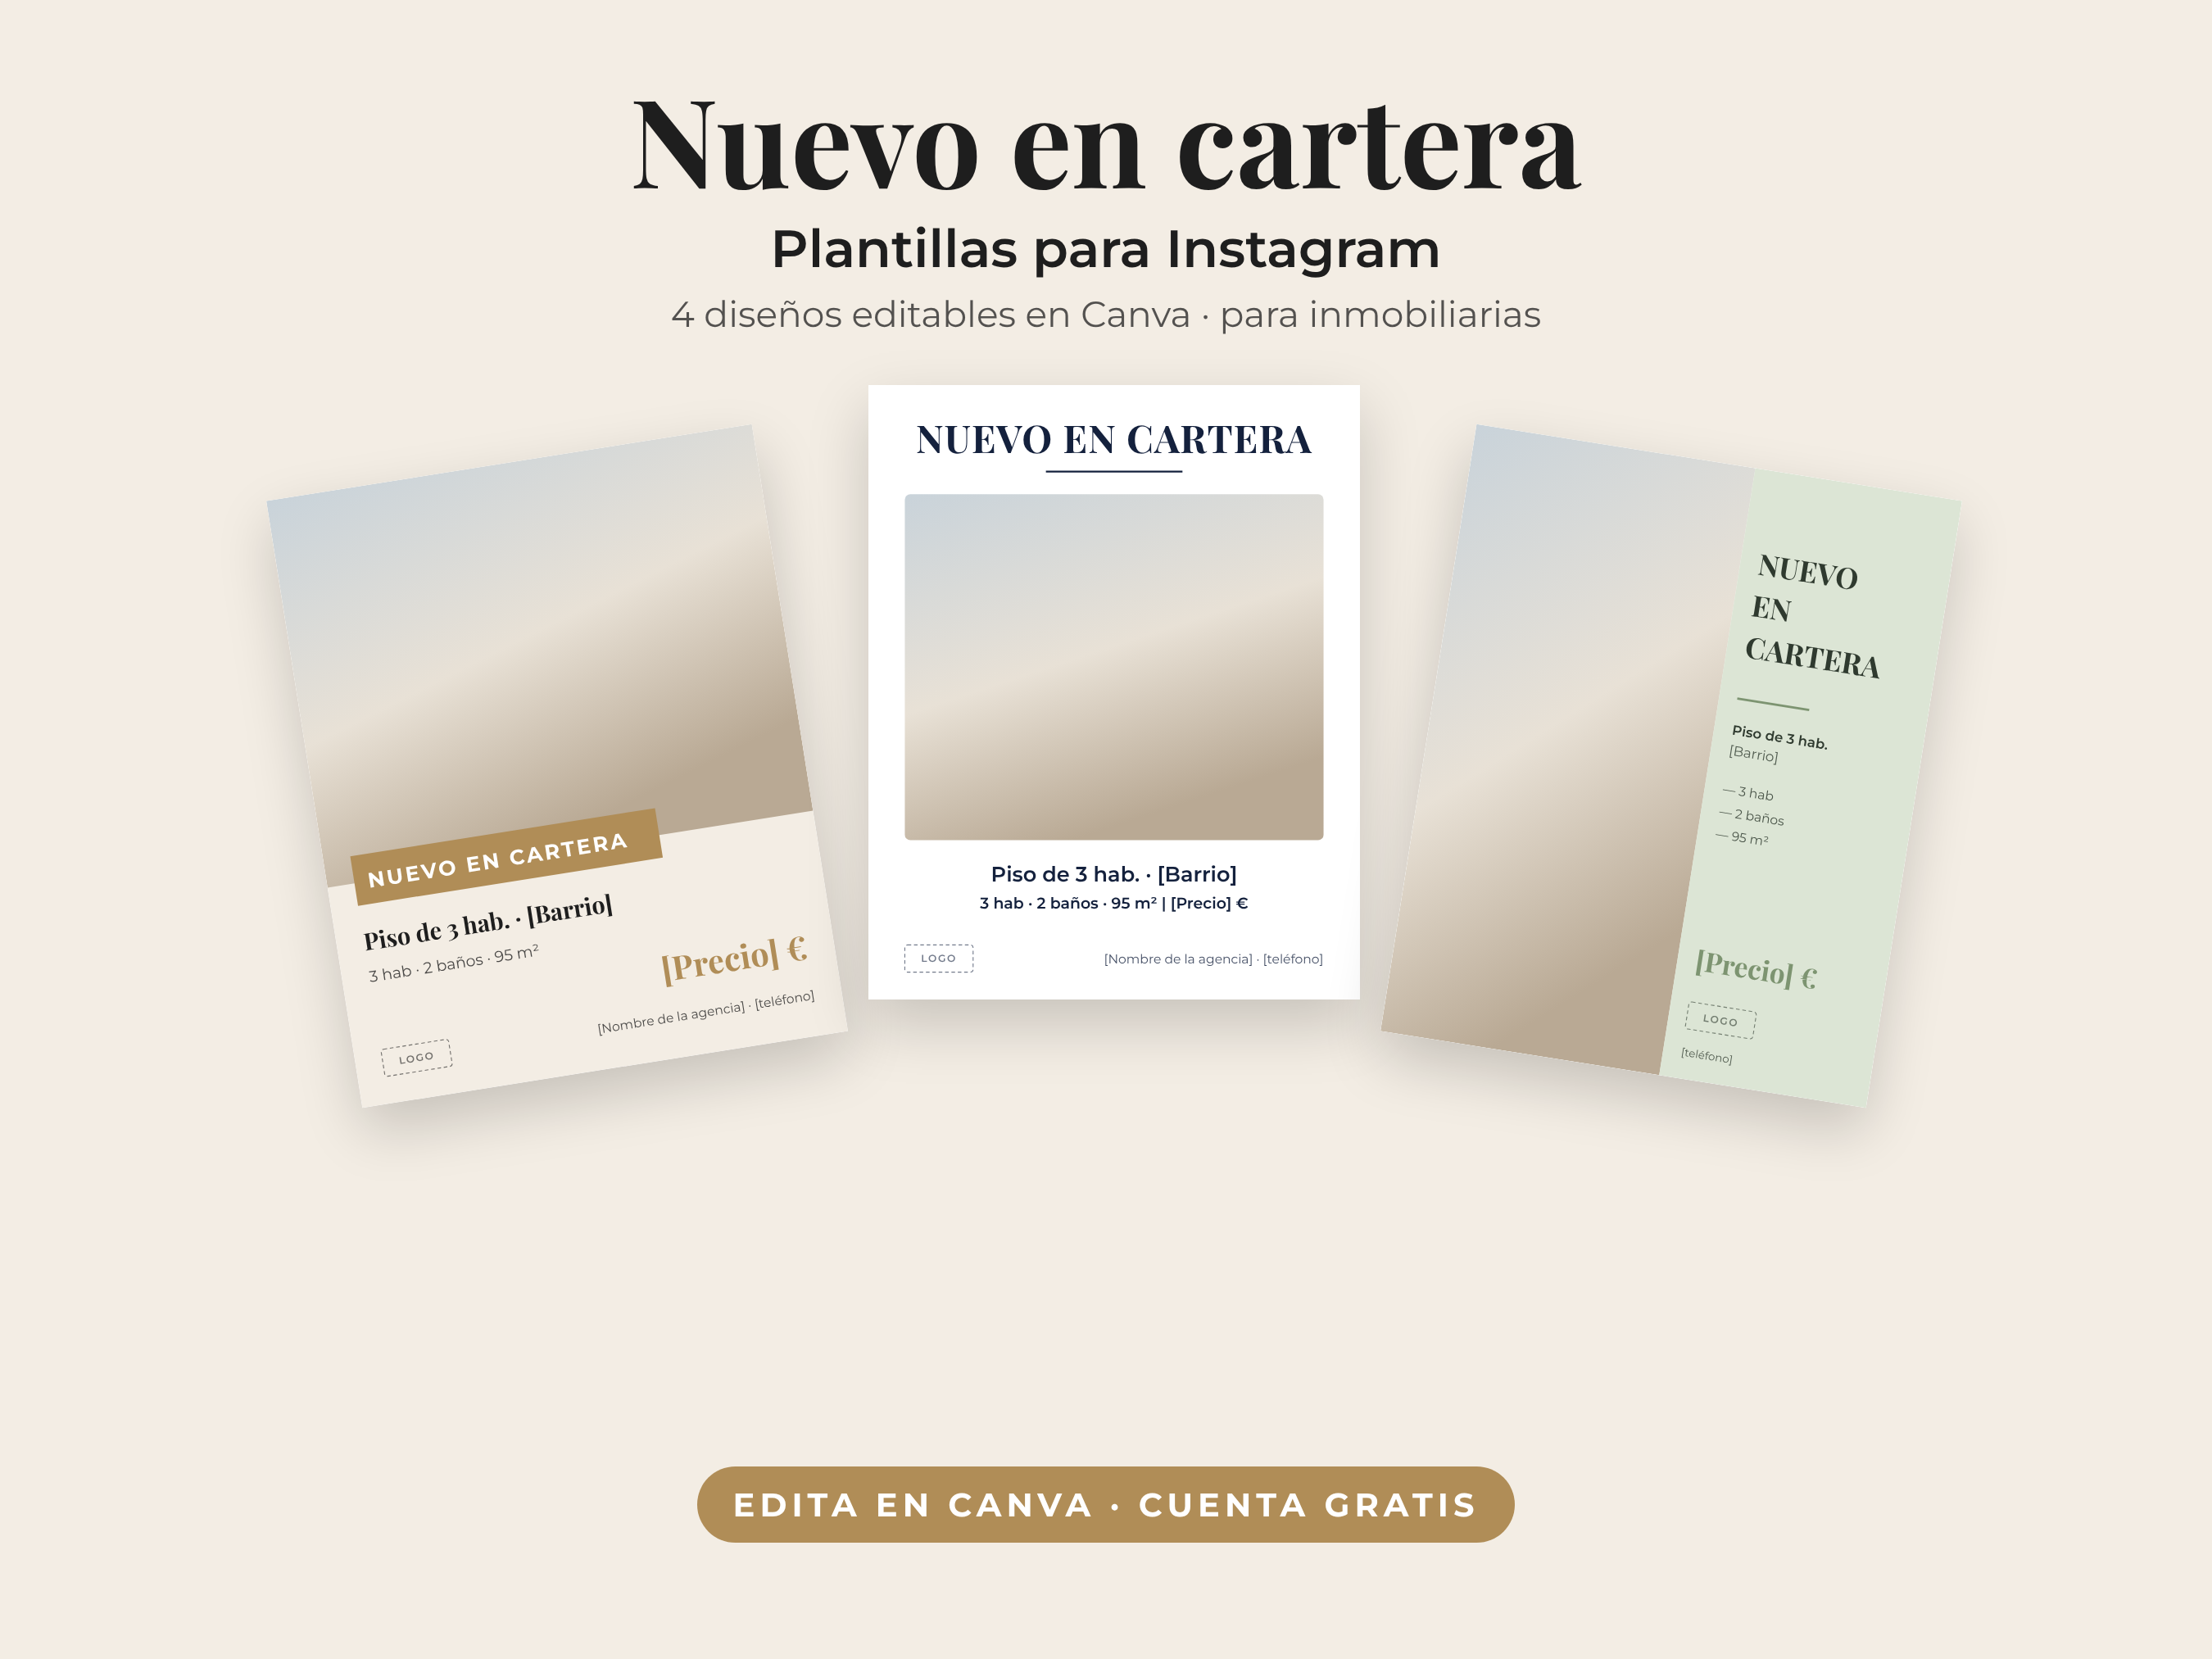 Nuevo en cartera
Plantillas para Instagram
4 diseños editables en Canva · para inmobiliarias
NUEVO EN CARTERA
Piso de 3 hab. · [Barrio]
3 hab · 2 baños · 95 m²
[Precio] €
[Nombre de la agencia] · [teléfono]
LOGO
NUEVO EN CARTERA
Piso de 3 hab. · [Barrio]
3 hab · 2 baños · 95 m² | [Precio] €
LOGO
[Nombre de la agencia] · [teléfono]
NUEVO
EN
CARTERA
Piso de 3 hab.
[Barrio]
— 3 hab
— 2 baños
— 95 m²
[Precio] €
LOGO
[teléfono]
EDITA EN CANVA · CUENTA GRATIS